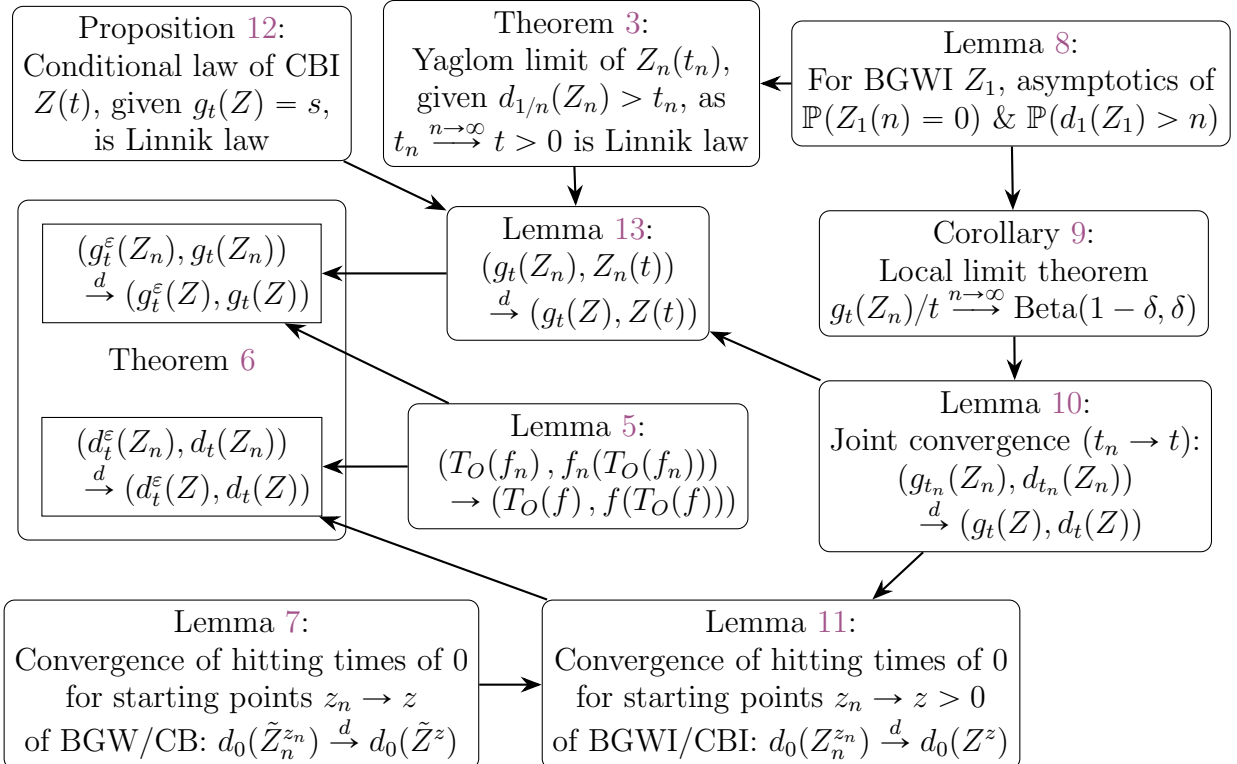 Proposition 12:
Conditional law of CBI
Z(t), given g_t(Z) = s,
is Linnik law
Theorem 3:
Yaglom limit of Z_n(t_n),
given d_{1/n}(Z_n) > t_n, as
t_n \xrightarrow{n→∞} t > 0 is Linnik law
Lemma 8:
For BGWI Z_1, asymptotics of
ℙ(Z_1(n) = 0) & ℙ(d_1(Z_1) > n)
(g_t^ε(Z_n), g_t(Z_n))
\xrightarrow{d} (g_t^ε(Z), g_t(Z))
Theorem 6
(d_t^ε(Z_n), d_t(Z_n))
\xrightarrow{d} (d_t^ε(Z), d_t(Z))
Lemma 13:
(g_t(Z_n), Z_n(t))
\xrightarrow{d} (g_t(Z), Z(t))
Corollary 9:
Local limit theorem
g_t(Z_n)/t \xrightarrow{n→∞} Beta(1 − δ, δ)
Lemma 5:
(T_O(f_n) , f_n(T_O(f_n)))
→ (T_O(f) , f(T_O(f)))
Lemma 10:
Joint convergence (t_n → t):
(g_{t_n}(Z_n), d_{t_n}(Z_n))
\xrightarrow{d} (g_t(Z), d_t(Z))
Lemma 7:
Convergence of hitting times of 0
for starting points z_n → z
of BGW/CB: d_0(\tilde{Z}_n^{z_n}) \xrightarrow{d} d_0(\tilde{Z}^z)
Lemma 11:
Convergence of hitting times of 0
for starting points z_n → z > 0
of BGWI/CBI: d_0(Z_n^{z_n}) \xrightarrow{d} d_0(Z^z)